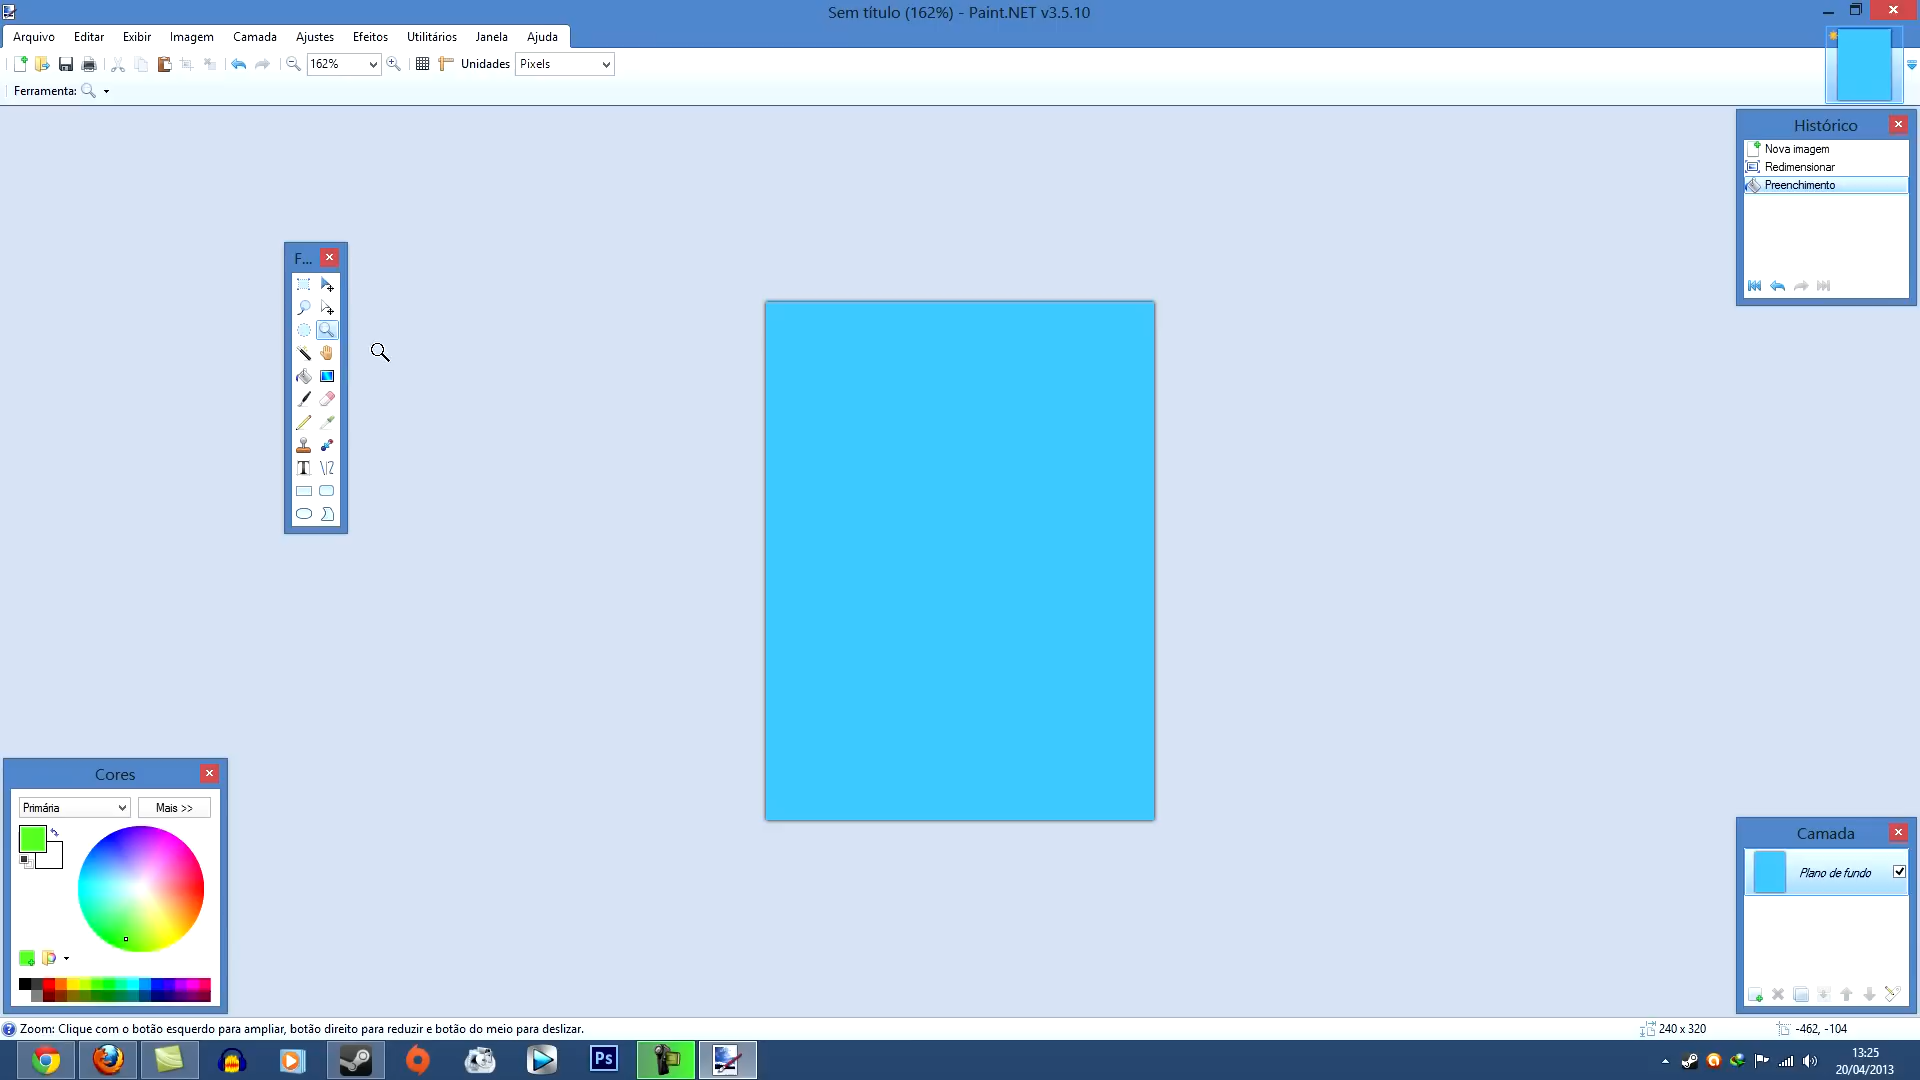 Sem título (162%) - Paint.NET v3.5.10
Arquivo Editar Exibir Imagem Camada Ajustes Efeitos Utilitários Janela Ajuda
162% Unidades Pixels
Ferramenta:
Histórico
Nova imagem
Redimensionar
Preenchimento
F...
T
Cores
Primária Mais >>
Camada
Plano de fundo
Zoom: Clique com o botão esquerdo para ampliar, botão direito para reduzir e botão do meio para deslizar.
240 x 320 -462, -104
Ps
13:25
20/04/2013